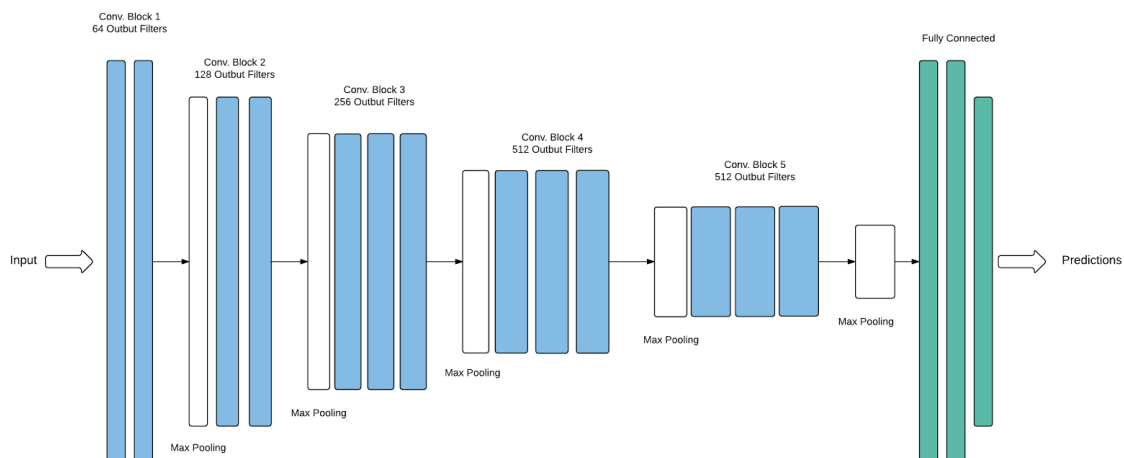 Conv. Block 1
64 Outbut Filters
Fully Connected
Conv. Block 2
128 Outbut Filters
Conv. Block 3
256 Outbut Filters
Conv. Block 4
512 Outbut Filters
Conv. Block 5
512 Outbut Filters
Input
Predictions
Max Pooling
Max Pooling
Max Pooling
Max Pooling
Max Pooling